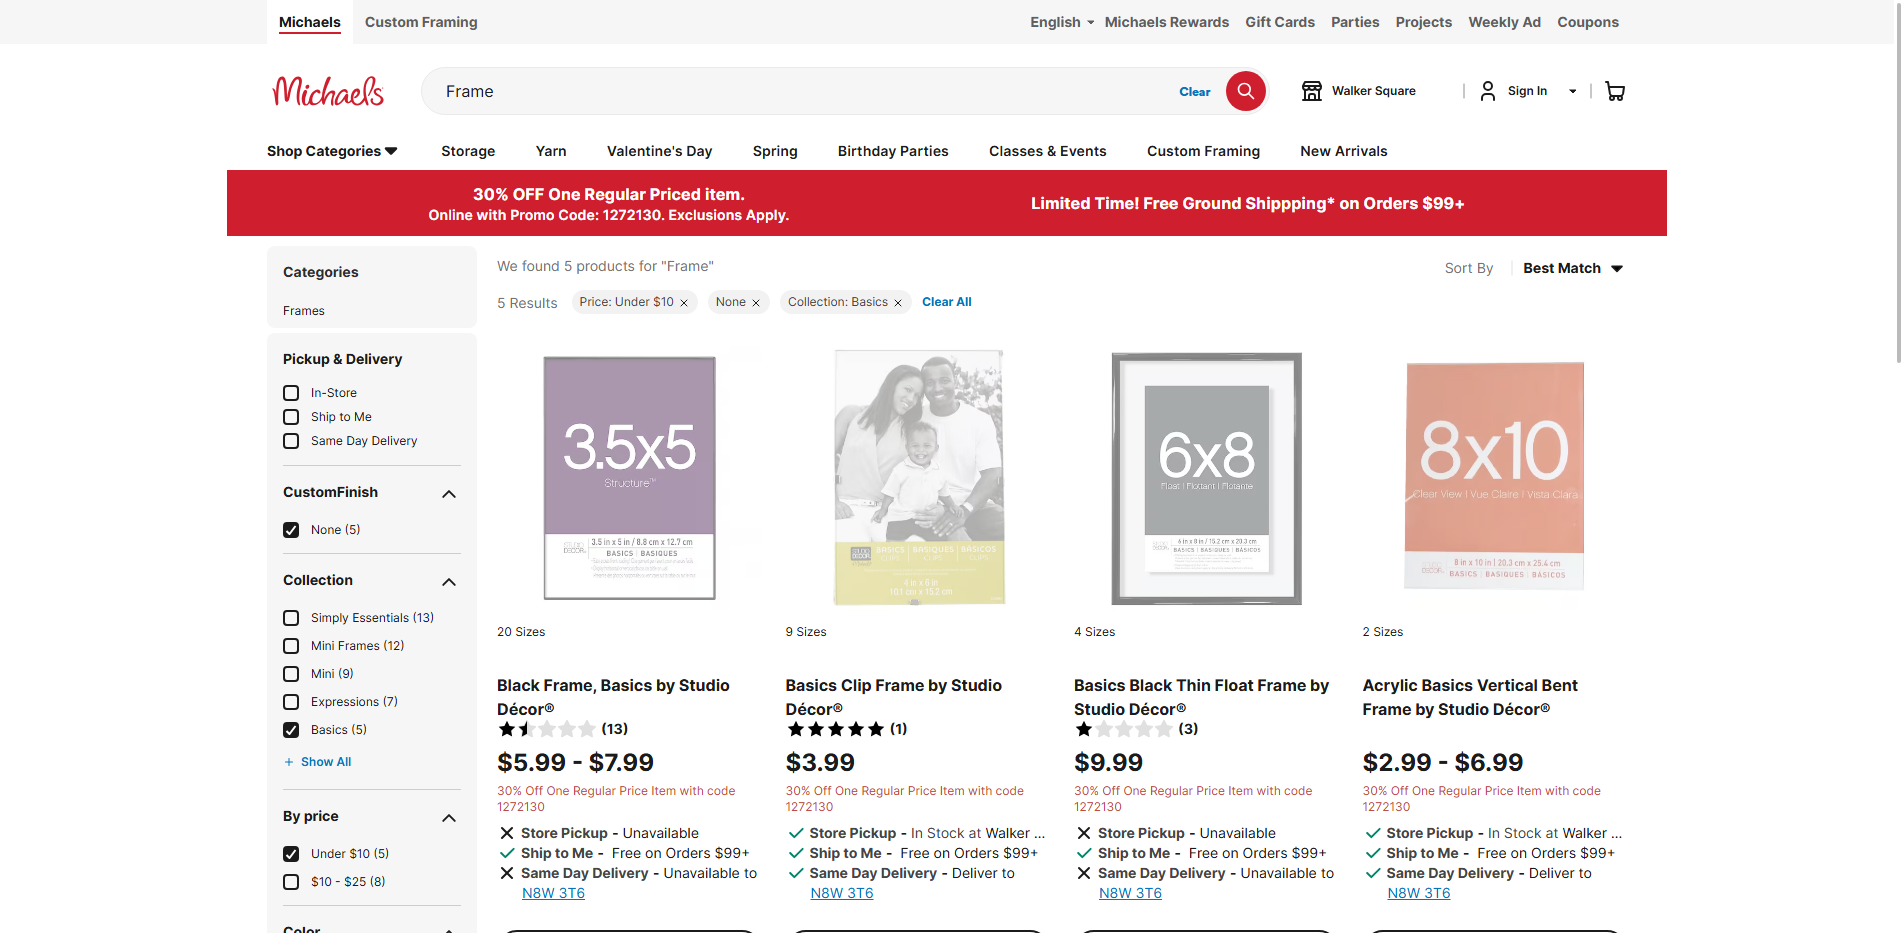 Michaels
Custom Framing
English
Michaels Rewards
Gift Cards
Parties
Projects
Weekly Ad
Coupons
Michaels
Frame
Clear
Walker Square
Sign In
Shop Categories
Storage
Yarn
Valentine's Day
Spring
Birthday Parties
Classes & Events
Custom Framing
New Arrivals
30% OFF One Regular Priced item.
Online with Promo Code: 1272130. Exclusions Apply.
Limited Time! Free Ground Shippping* on Orders $99+
Categories
Frames
Pickup & Delivery
In-Store
Ship to Me
Same Day Delivery
CustomFinish
None (5)
Collection
Simply Essentials (13)
Mini Frames (12)
Mini (9)
Expressions (7)
Basics (5)
+ Show All
By price
Under $10 (5)
$10 - $25 (8)
Color
We found 5 products for "Frame"
Sort By
Best Match
5 Results
Price: Under $10
None
Collection: Basics
Clear All
3.5x5
Structure™
3.5 in x 5 in / 8.8 cm x 12.7 cm
BASICS | BASIQUES
20 Sizes
Black Frame, Basics by Studio
Décor®
(13)
$5.99 - $7.99
30% Off One Regular Price Item with code
1272130
Store Pickup - Unavailable
Ship to Me - Free on Orders $99+
Same Day Delivery - Unavailable to
N8W 3T6
STUDIO
DECOR
BASICS | BASIQUES | BÁSICOS
4 in x 6 in
10.1 cm x 15.2 cm
9 Sizes
Basics Clip Frame by Studio
Décor®
(1)
$3.99
30% Off One Regular Price Item with code
1272130
Store Pickup - In Stock at Walker ...
Ship to Me - Free on Orders $99+
Same Day Delivery - Deliver to
N8W 3T6
6x8
Float | Flottant | Flotante
6 in x 8 in / 15.2 cm x 20.3 cm
BASICS | BASIQUES | BÁSICOS
4 Sizes
Basics Black Thin Float Frame by
Studio Décor®
(3)
$9.99
30% Off One Regular Price Item with code
1272130
Store Pickup - Unavailable
Ship to Me - Free on Orders $99+
Same Day Delivery - Unavailable to
N8W 3T6
8x10
Clear View | Vue Claire | Vista Clara
8 in x 10 in | 20.3 cm x 25.4 cm
BASICS | BASIQUES | BÁSICOS
2 Sizes
Acrylic Basics Vertical Bent
Frame by Studio Décor®
$2.99 - $6.99
30% Off One Regular Price Item with code
1272130
Store Pickup - In Stock at Walker ...
Ship to Me - Free on Orders $99+
Same Day Delivery - Deliver to
N8W 3T6